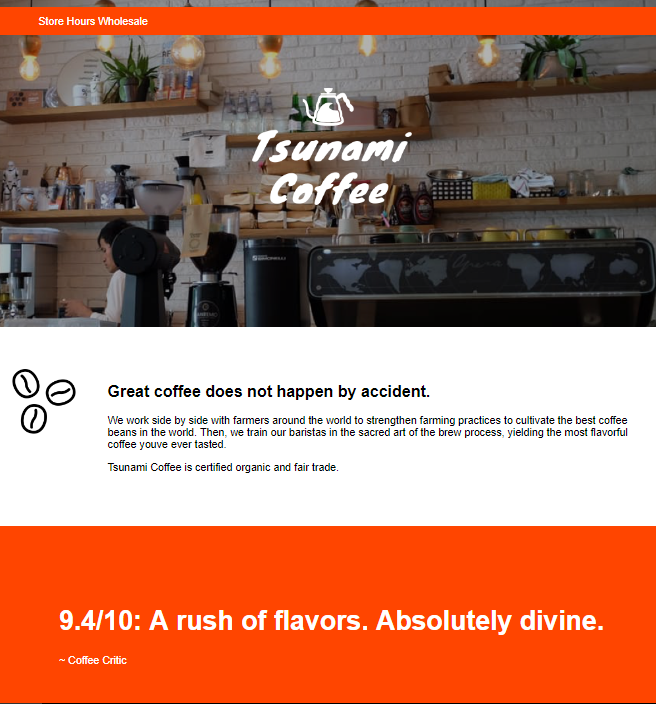 Store Hours Wholesale
Tsunami
Coffee
Great coffee does not happen by accident.
We work side by side with farmers around the world to strengthen farming practices to cultivate the best coffee
beans in the world. Then, we train our baristas in the sacred art of the brew process, yielding the most flavorful
coffee youve ever tasted.
Tsunami Coffee is certified organic and fair trade.
9.4/10: A rush of flavors. Absolutely divine.
~ Coffee Critic